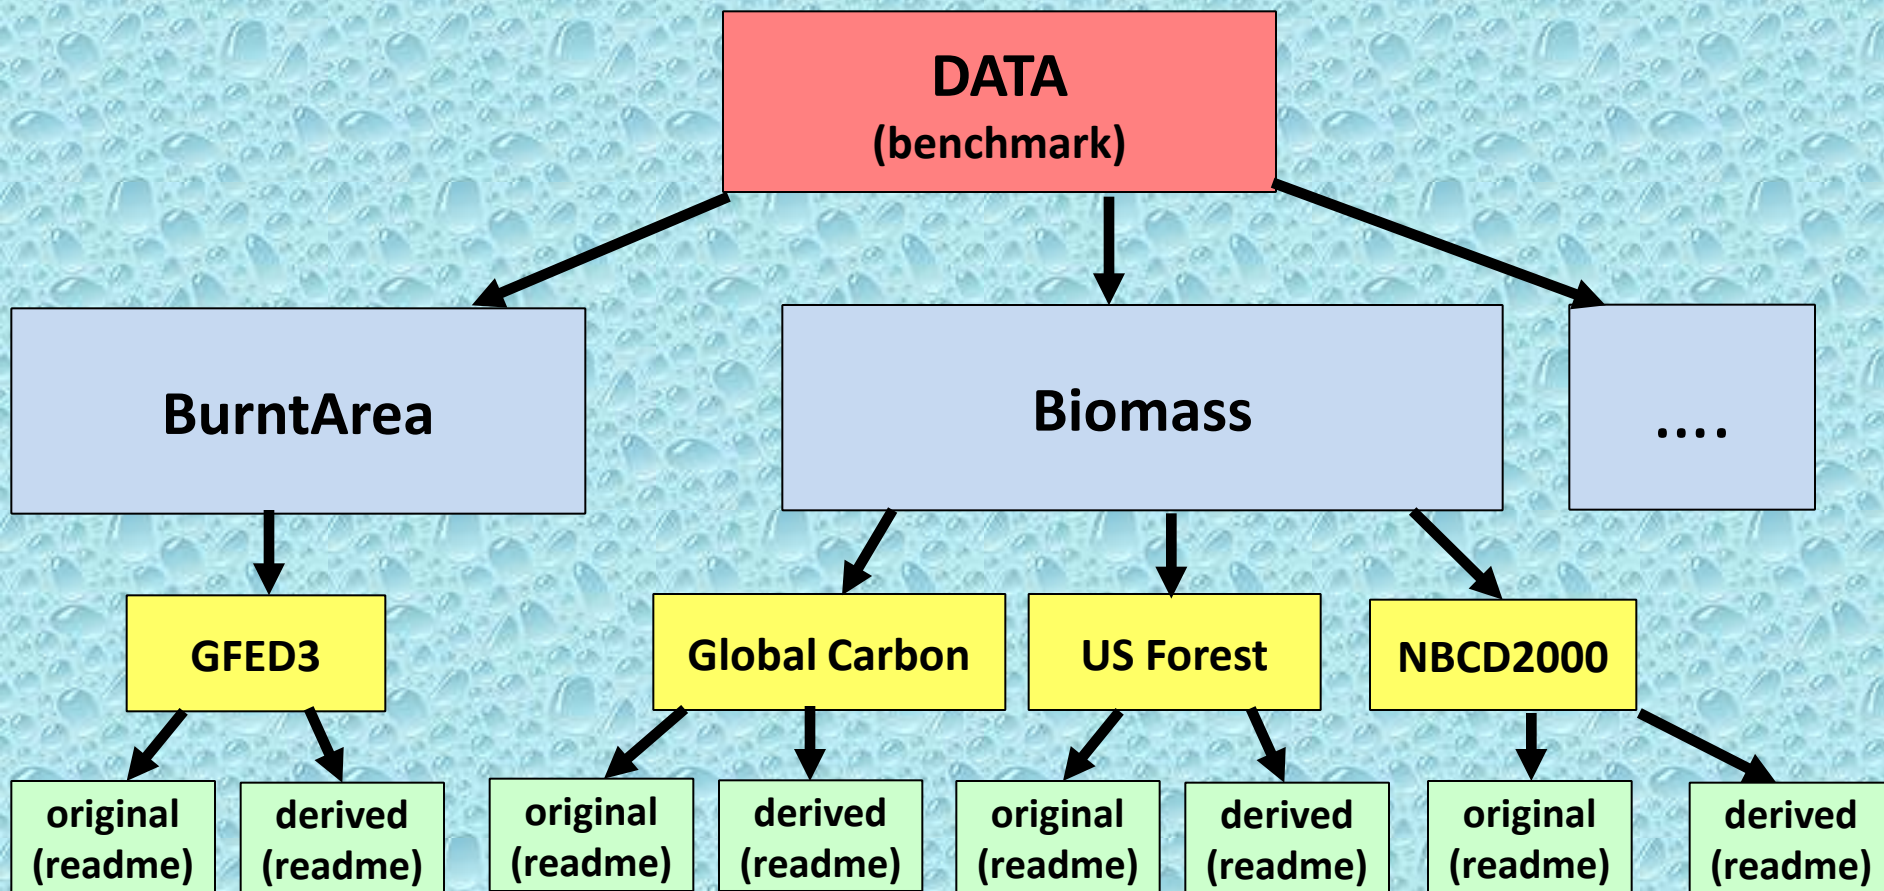 DATA
(benchmark)
BurntArea
Biomass
....
GFED3
Global Carbon
US Forest
NBCD2000
original
(readme)
derived
(readme)
original
(readme)
derived
(readme)
original
(readme)
derived
(readme)
original
(readme)
derived
(readme)